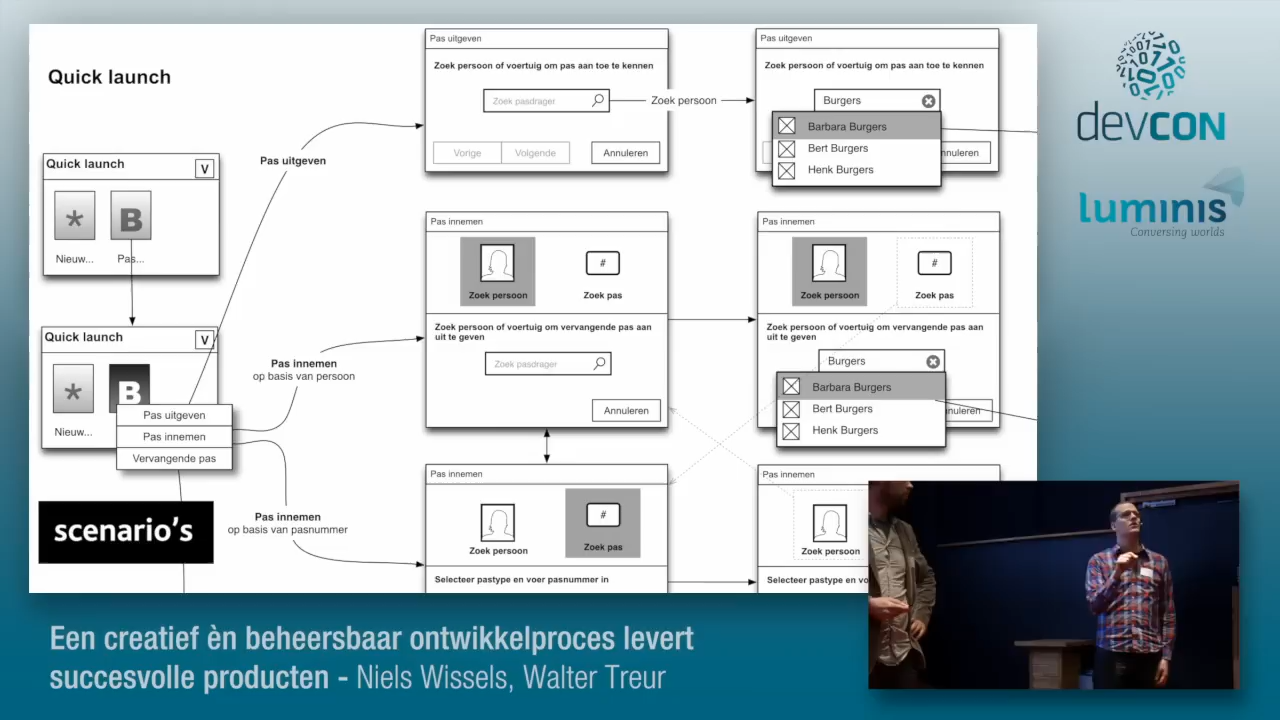 Quick launch
Quick launch
V
*
B
Nieuw...
Pas...
Quick launch
V
*
B
Nieuw...
Pas uitgeven
Pas innemen
Vervangende pas
scenario's
Pas uitgeven
Pas innemen
op basis van persoon
Pas innemen
op basis van pasnummer
Pas uitgeven
Zoek persoon of voertuig om pas aan toe te kennen
Zoek pasdrager
Vorige
Volgende
Annuleren
Zoek persoon
Pas uitgeven
Zoek persoon of voertuig om pas aan toe te kennen
Burgers
Barbara Burgers
Bert Burgers
Henk Burgers
nnuleren
Pas innemen
Zoek persoon
#
Zoek pas
Zoek persoon of voertuig om vervangende pas aan
uit te geven
Zoek pasdrager
Annuleren
Pas innemen
Zoek persoon
#
Zoek pas
Zoek persoon of voertuig om vervangende pas aan
uit te geven
Burgers
Barbara Burgers
Bert Burgers
Henk Burgers
nuleren
Pas innemen
Zoek persoon
#
Zoek pas
Selecteer pastype en voer pasnummer in
Pas innemen
Zoek persoon
Selecteer pastype en vo
devCON
luminis
Conversing worlds
Een creatief èn beheersbaar ontwikkelproces levert
succesvolle producten - Niels Wissels, Walter Treur